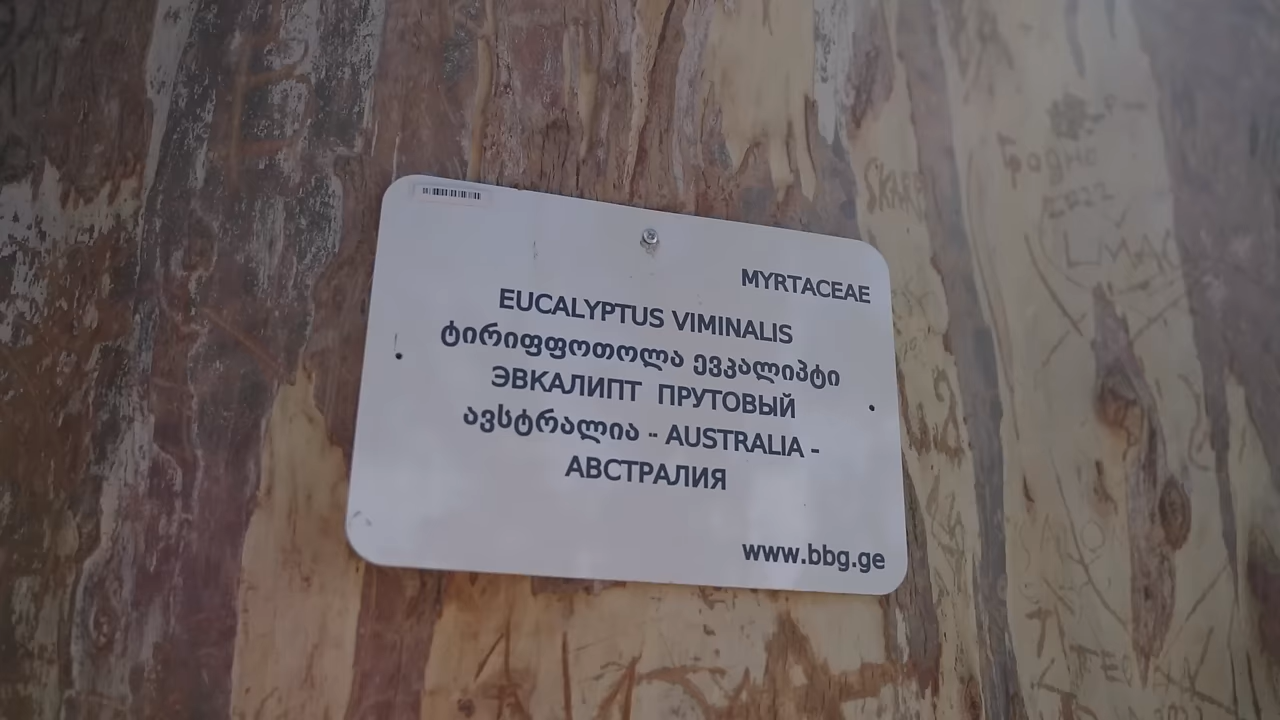 MYRTACEAE
EUCALYPTUS VIMINALIS
ტირიფფოთოლა ევკალიპტი
ЭВКАЛИПТ ПРУТОВЫЙ
ავსტრალია - AUSTRALIA -
АВСТРАЛИЯ
www.bbg.ge